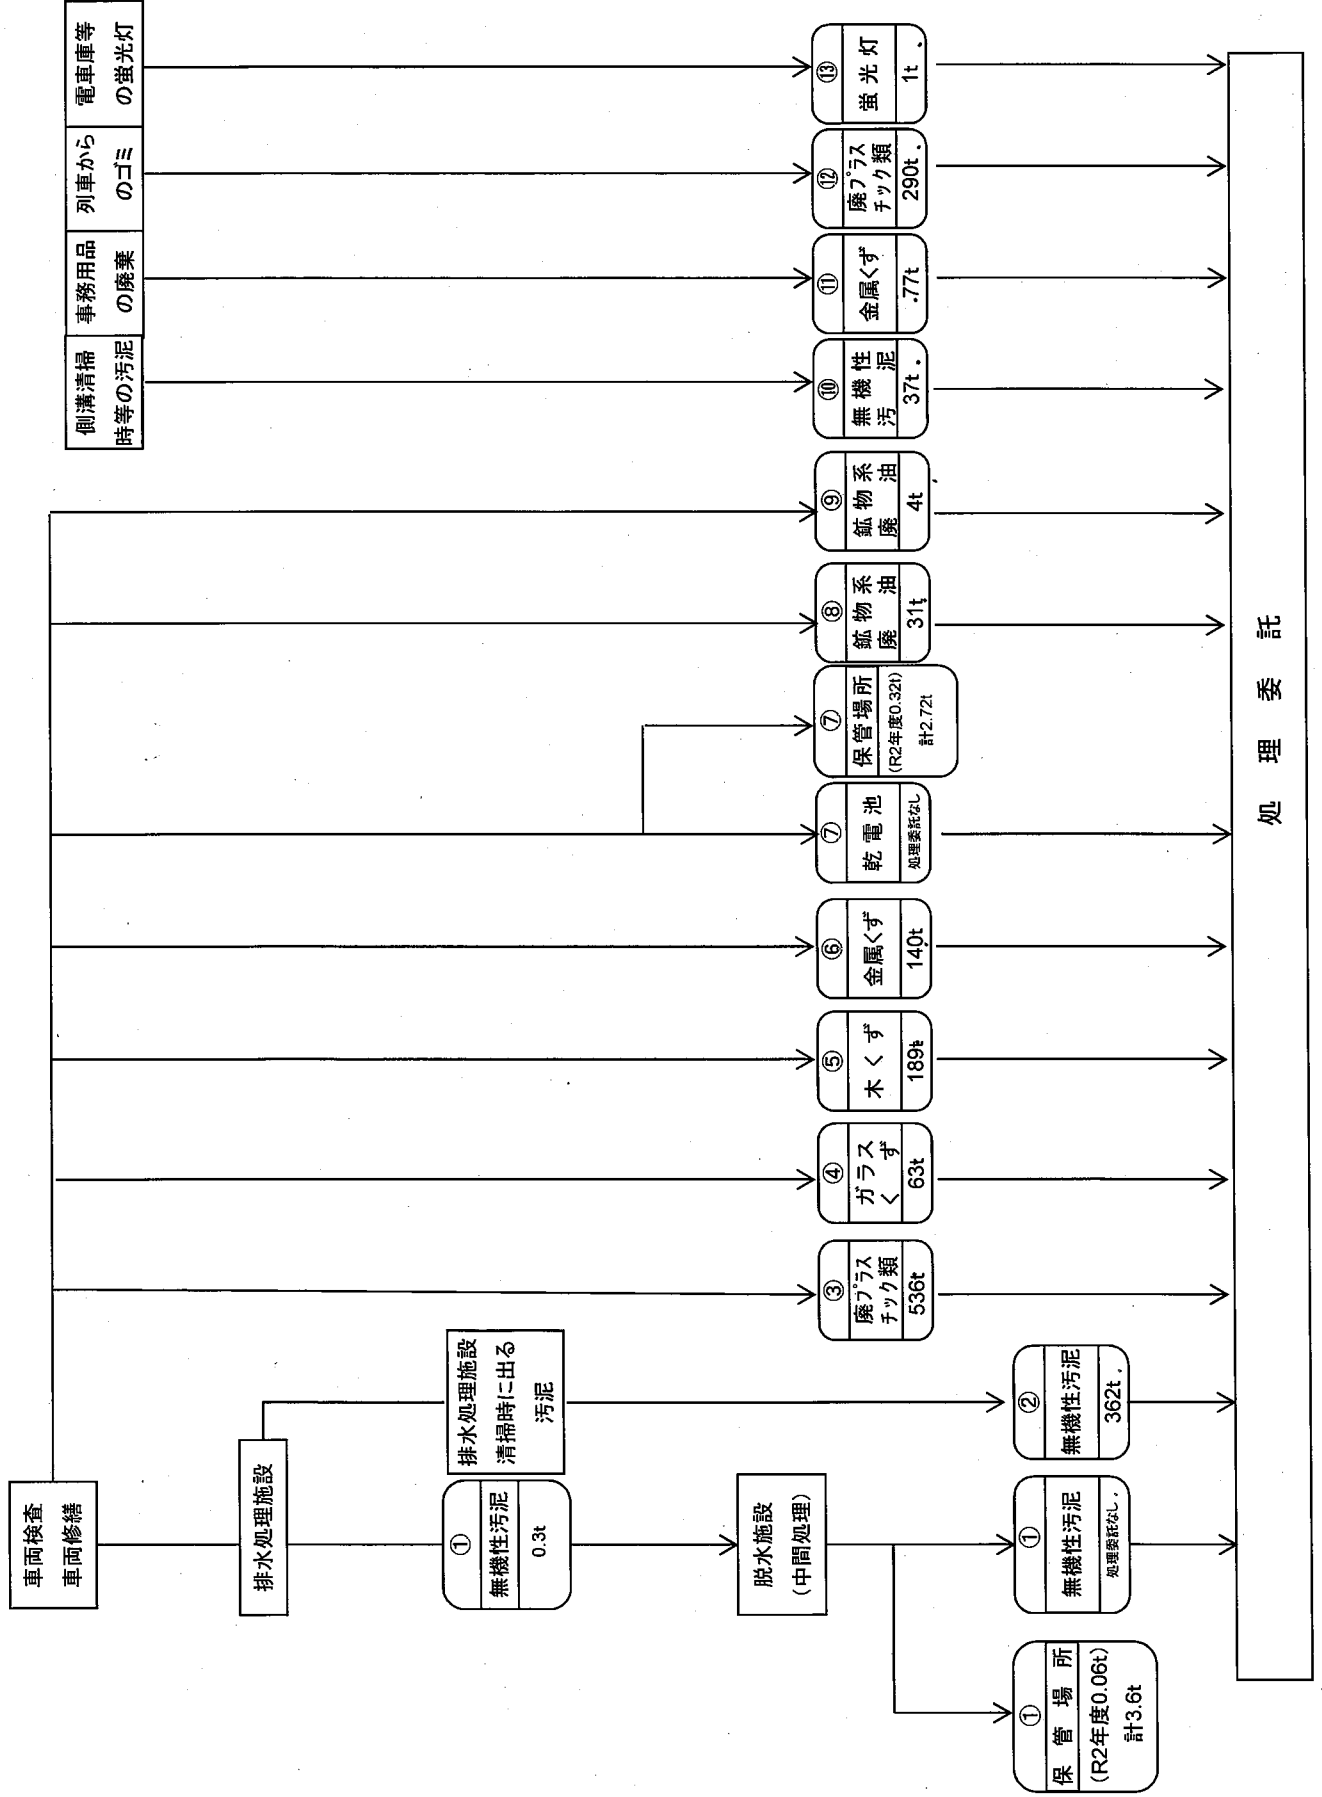 車両検査
車両修繕
排水処理施設
①
無機性汚泥
0.3t
排水処理施設
清掃時に出る
汚泥
脱水施設
(中間処理)
①
保管場所
(R2年度0.06t)
計3.6t
①
無機性汚泥
処理委託なし
②
無機性汚泥
362t
③
廃プラス
チック類
536t
④
ガラス
くず
63t
⑤
木くず
189t
⑥
金属くず
140t
⑦
乾電池
処理委託なし
⑦
保管場所
(R2年度0.32t)
計2.72t
⑧
鉱物系
廃油
31t
⑨
鉱物系
廃油
4t
側溝清掃
時等の汚泥
⑩
無機性
汚泥
37t
事務用品
の廃棄
⑪
金属くず
77t
列車から
のゴミ
⑫
廃プラス
チック類
290t
電車庫等
の蛍光灯
⑬
蛍光灯
1t
処理委託